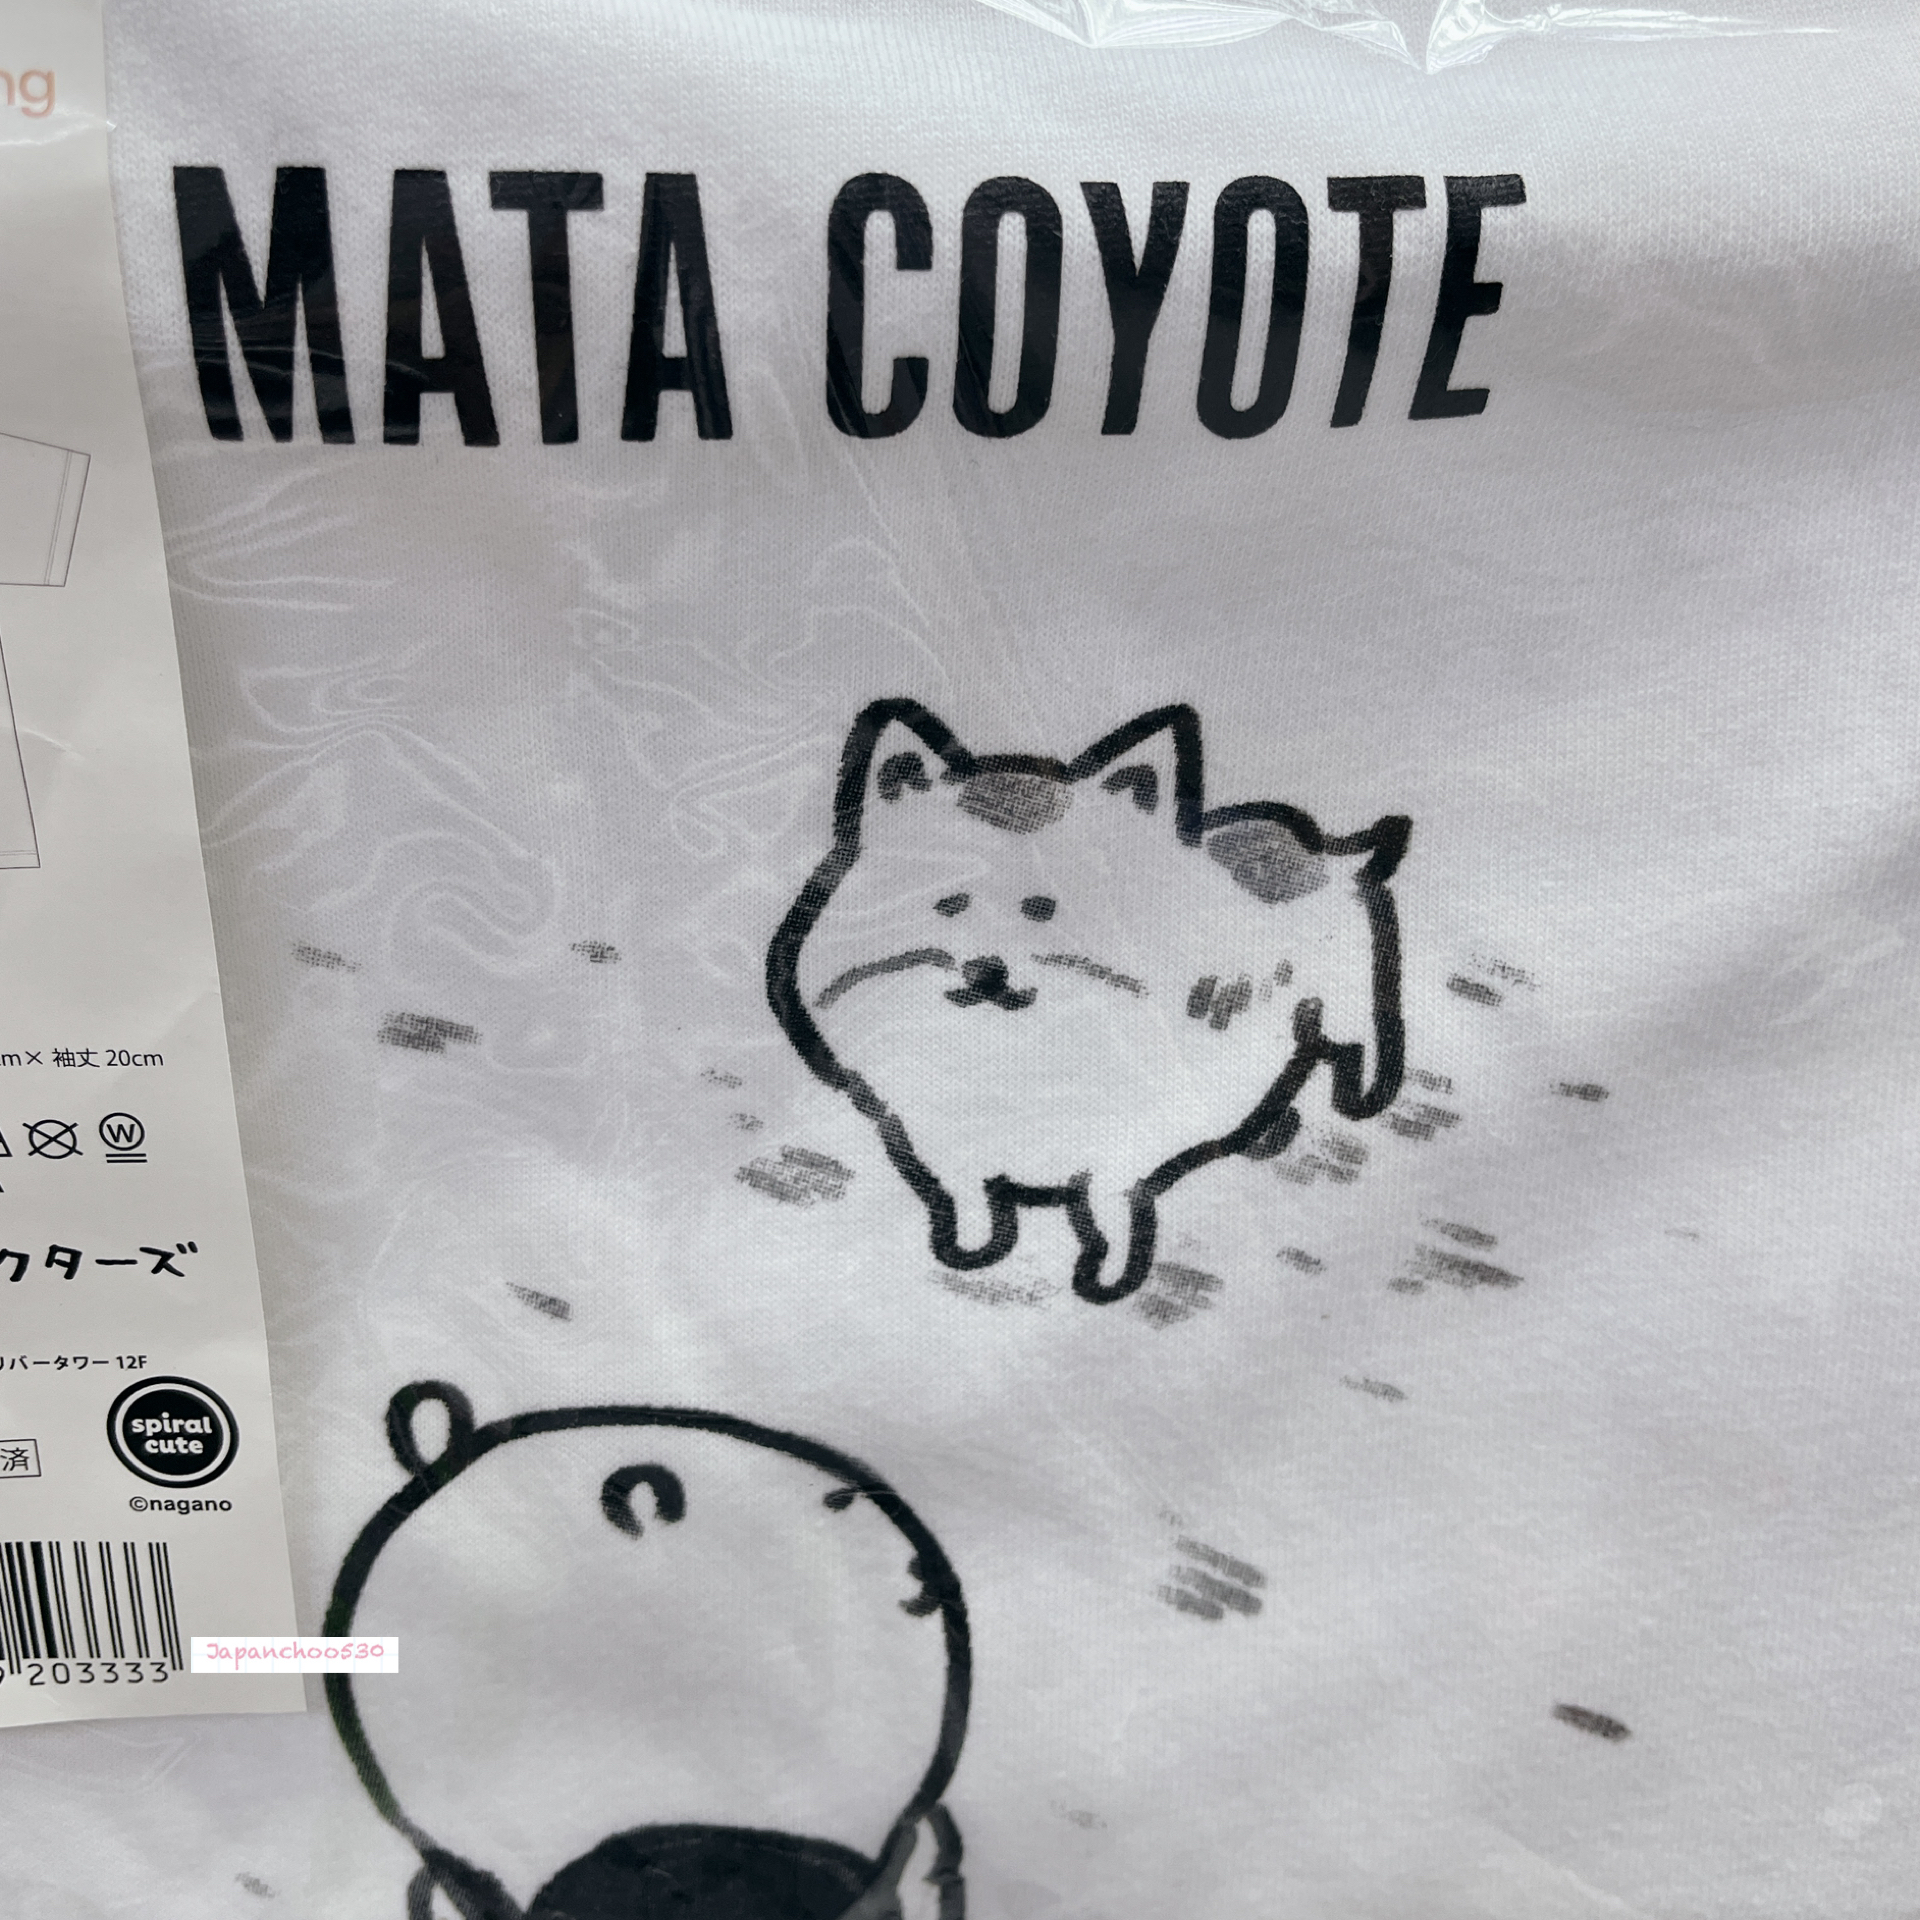 ng
MATA COYOTE
cm× 袖丈 20cm
W
クターズ
リバータワー 12F
spiral
cute
済
©nagano
203333
Japanchoo530